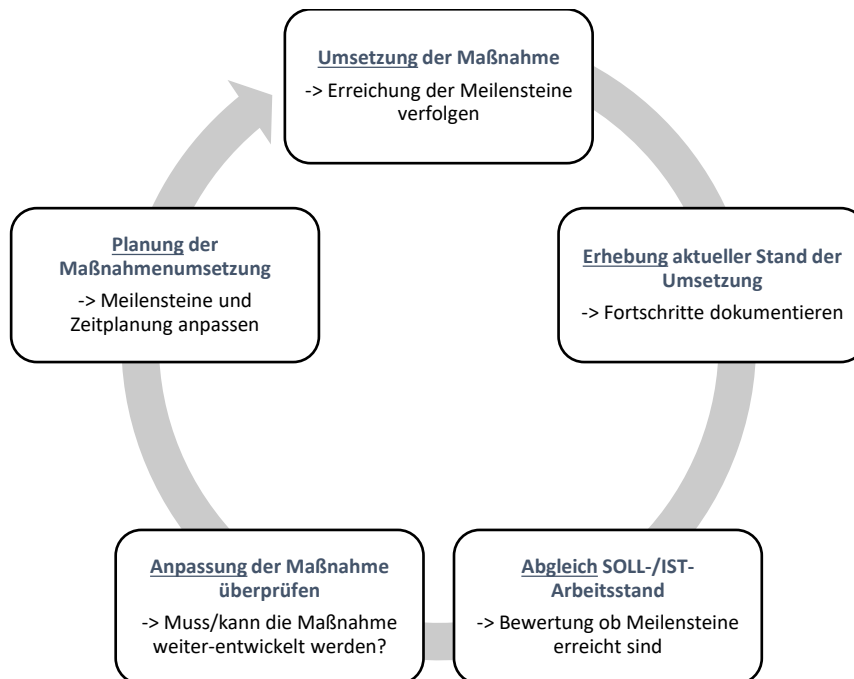 Umsetzung der Maßnahme
-> Erreichung der Meilensteine
verfolgen
Erhebung aktueller Stand der
Umsetzung
-> Fortschritte dokumentieren
Abgleich SOLL-/IST-
Arbeitsstand
-> Bewertung ob Meilensteine
erreicht sind
Anpassung der Maßnahme
überprüfen
-> Muss/kann die Maßnahme
weiter-entwickelt werden?
Planung der
Maßnahmenumsetzung
-> Meilensteine und
Zeitplanung anpassen